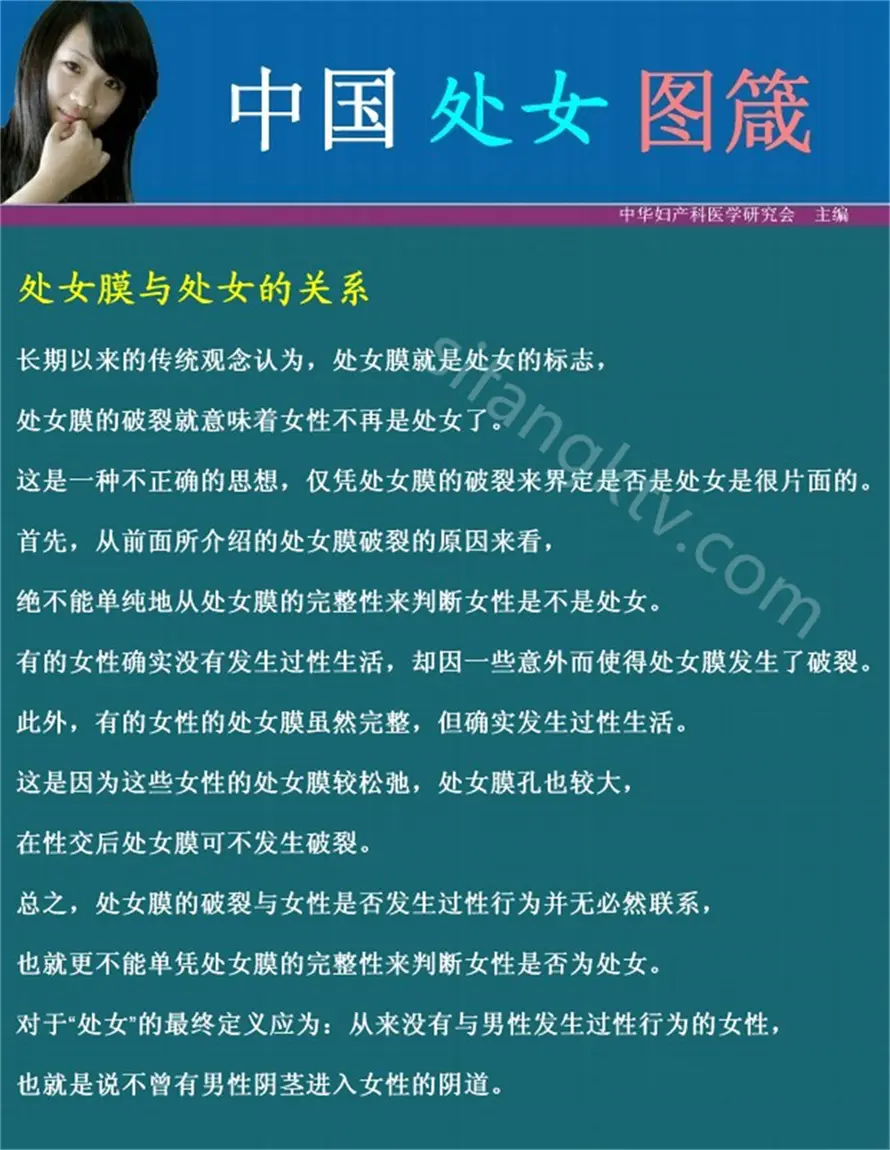 中国 处女 图箴
中华妇产科医学研究会 主编
处女膜与处女的关系
长期以来的传统观念认为，处女膜就是处女的标志，
处女膜的破裂就意味着女性不再是处女了。
这是一种不正确的思想，仅凭处女膜的破裂来界定是否是处女是很片面的。
首先，从前面所介绍的处女膜破裂的原因来看，
绝不能单纯地从处女膜的完整性来判断女性是不是处女。
有的女性确实没有发生过性生活，却因一些意外而使得处女膜发生了破裂。
此外，有的女性的处女膜虽然完整，但确实发生过性生活。
这是因为这些女性的处女膜较松弛，处女膜孔也较大，
在性交后处女膜可不发生破裂。
总之，处女膜的破裂与女性是否发生过性行为并无必然联系，
也就更不能单凭处女膜的完整性来判断女性是否为处女。
对于“处女”的最终定义应为：从来没有与男性发生过性行为的女性，
也就是说不曾有男性阴茎进入女性的阴道。
sifangktv.com